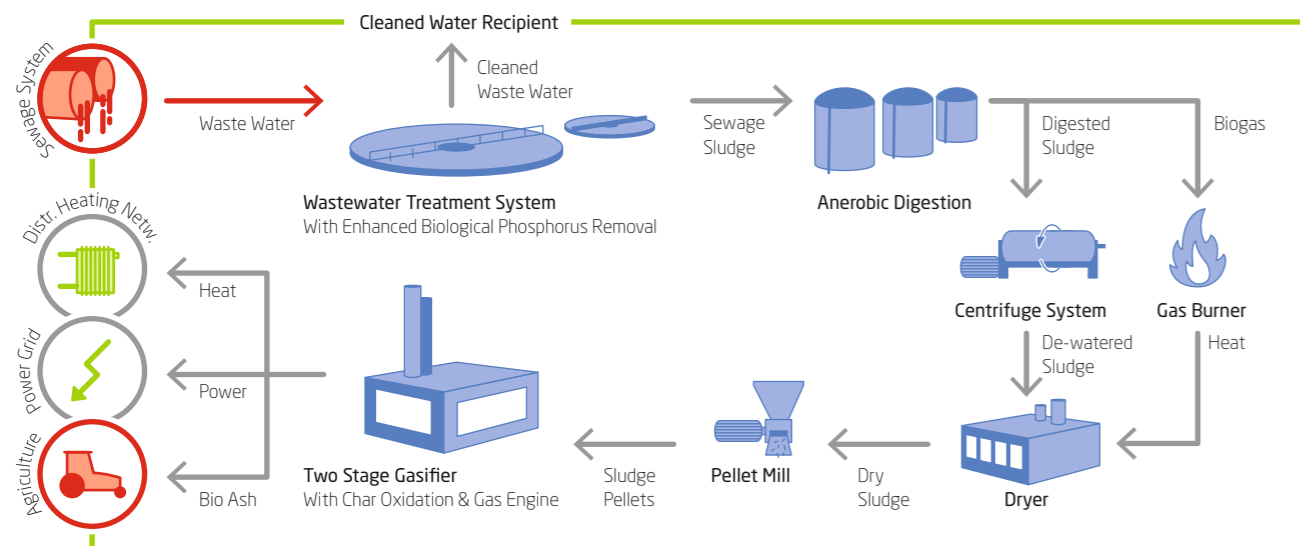 Cleaned Water Recipient
Sewage System
Waste Water
Cleaned
Waste Water
Wastewater Treatment System
With Enhanced Biological Phosphorus Removal
Sewage
Sludge
Anerobic Digestion
Digested
Sludge
Biogas
Centrifuge System
Gas Burner
De-watered
Sludge
Heat
Dryer
Dry
Sludge
Pellet Mill
Sludge
Pellets
Two Stage Gasifier
With Char Oxidation & Gas Engine
Distr. Heating Netw.
Heat
Power Grid
Power
Agriculture
Bio Ash